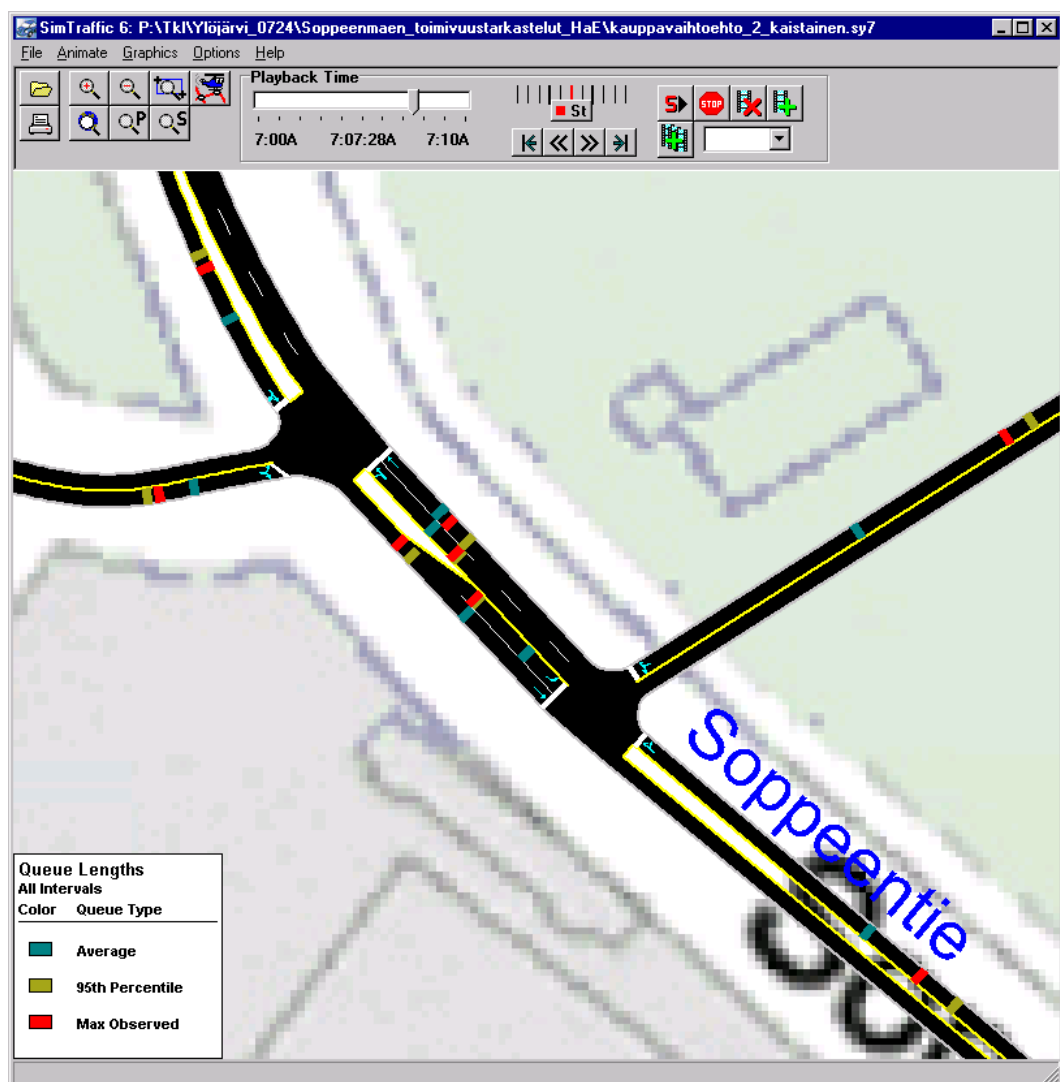 SimTraffic 6: P:\Tkl\Ylöjärvi_0724\Soppeenmaen_toimivuustarkastelut_HaE\kauppavaihtoehto_2_kaistainen.sy7
File Animate Graphics Options Help
Playback Time
7:00A 7:07:28A 7:10A
St
S
STOP
P
S
Soppeentie
Queue Lengths
All Intervals
Color Queue Type
Average
95th Percentile
Max Observed